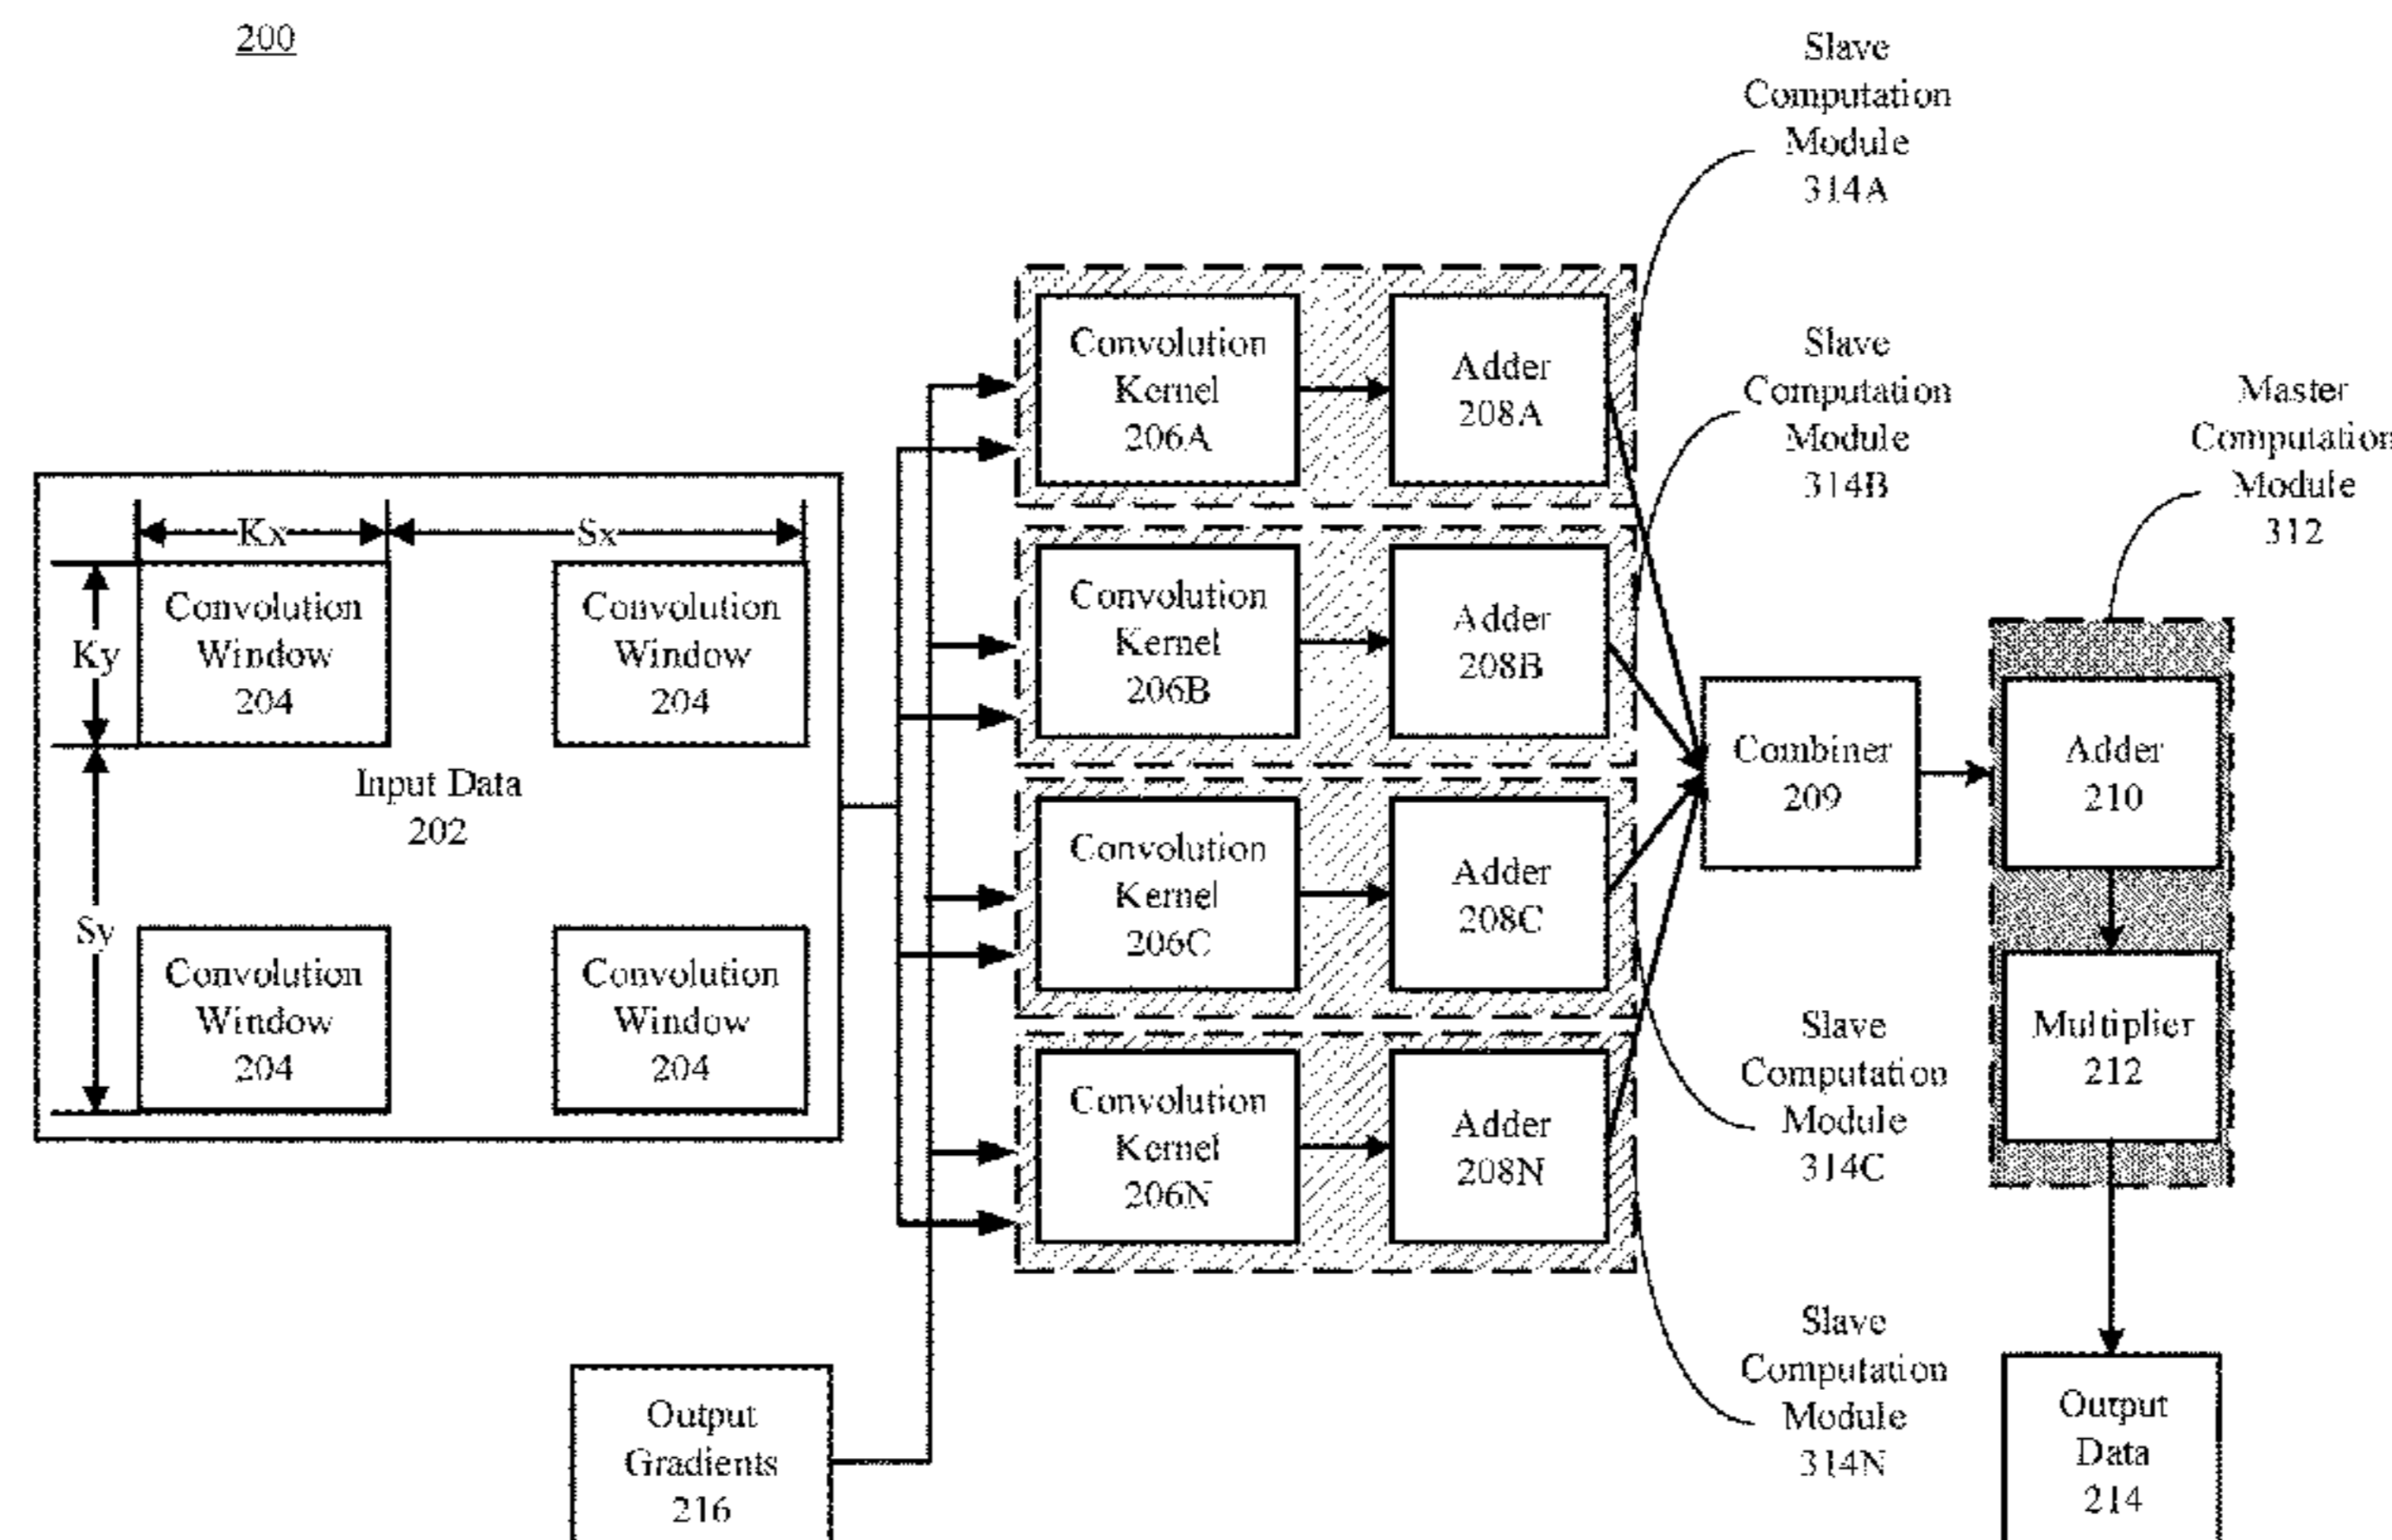 200
Slave
Computation
Module
314A
Slave
Computation
Module
314B
Master
Computation
Module
312
Kx
Sx
Ky
Sy
Convolution
Window
204
Convolution
Window
204
Input Data
202
Convolution
Window
204
Convolution
Window
204
Convolution
Kernel
206A
Adder
208A
Convolution
Kernel
206B
Adder
208B
Convolution
Kernel
206C
Adder
208C
Convolution
Kernel
206N
Adder
208N
Combiner
209
Adder
210
Multiplier
212
Slave
Computation
Module
314C
Slave
Computation
Module
314N
Output
Gradients
216
Output
Data
214